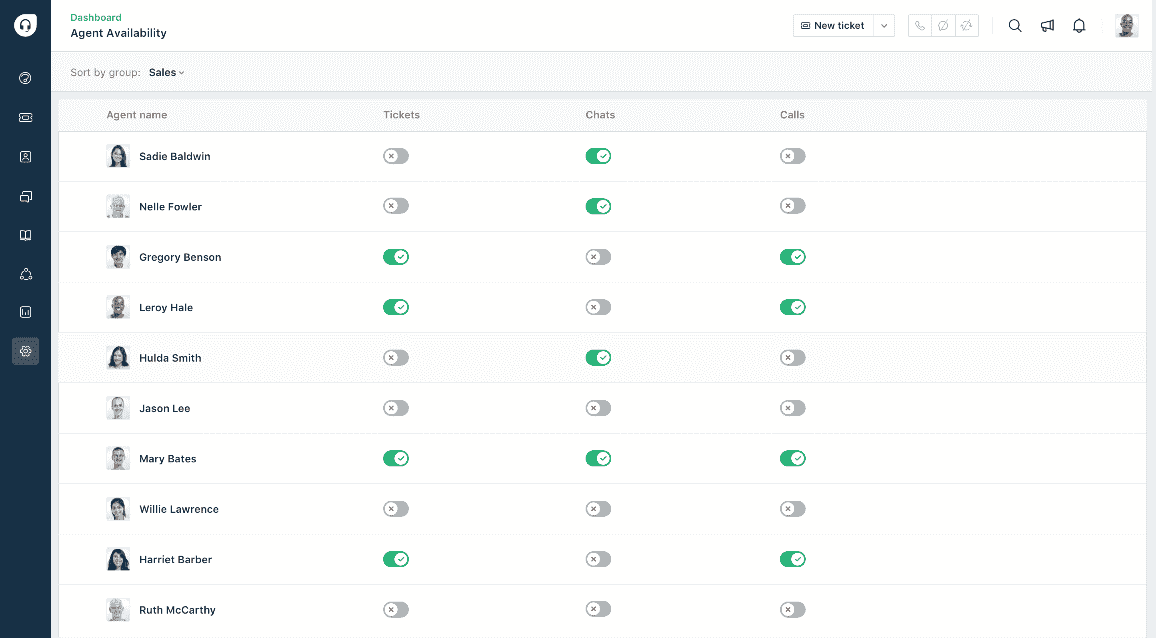 Dashboard
Agent Availability
New ticket
Sort by group: Sales
Agent name Tickets Chats Calls
Sadie Baldwin
Nelle Fowler
Gregory Benson
Leroy Hale
Hulda Smith
Jason Lee
Mary Bates
Willie Lawrence
Harriet Barber
Ruth McCarthy